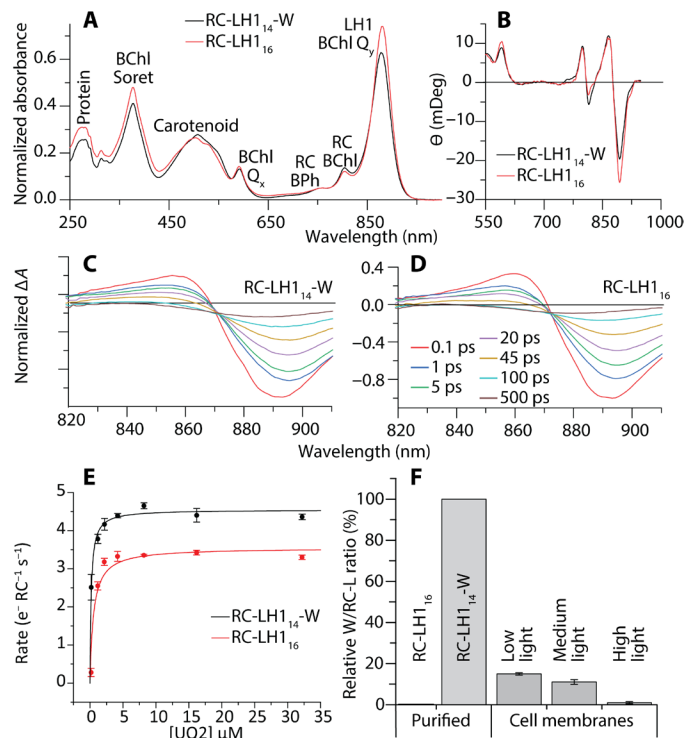 A
RC-LH1₁₄-W
RC-LH1₁₆
LH1
BChl Qy
BChl
Soret
Protein
Carotenoid
BChl
Qₓ
RC
BPh
RC
BChl
Normalized absorbance
0.6
0.4
0.2
0.0
250
450
650
850
Wavelength (nm)
B
Θ (mDeg)
10
0
−10
−20
−30
RC-LH1₁₄-W
RC-LH1₁₆
550
700
850
1000
C
RC-LH1₁₄-W
Normalized ΔA
820
840
860
880
900
D
RC-LH1₁₆
0.4
0.0
−0.4
−0.8
0.1 ps
1 ps
5 ps
20 ps
45 ps
100 ps
500 ps
820
840
860
880
900
Wavelength (nm)
E
Rate (e⁻ RC⁻¹ s⁻¹)
5
4
3
2
1
0
RC-LH1₁₄-W
RC-LH1₁₆
0
5
10
15
20
25
30
35
[UQ2] μM
F
Relative W/RC-L ratio (%)
100
80
60
40
20
0
RC-LH1₁₆
RC-LH1₁₄-W
Low
light
Medium
light
High
light
Purified
Cell membranes